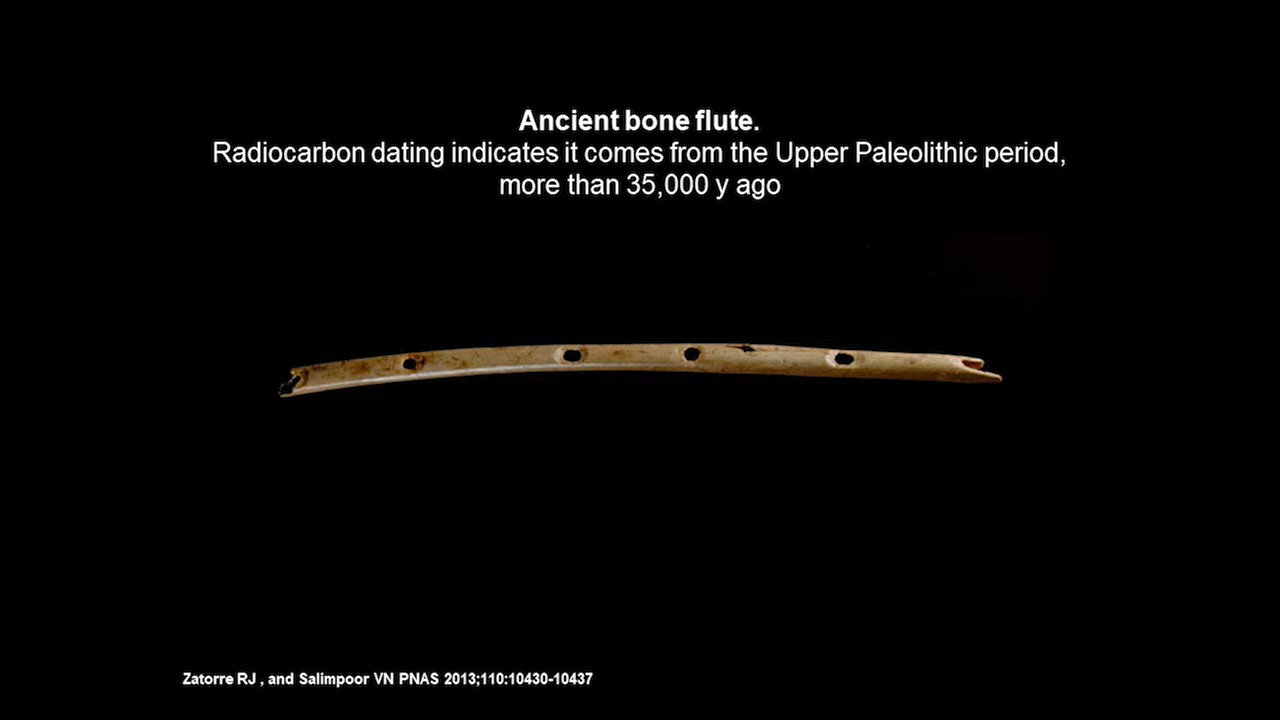 Ancient bone flute.
Radiocarbon dating indicates it comes from the Upper Paleolithic period,
more than 35,000 y ago
Zatorre RJ , and Salimpoor VN PNAS 2013;110:10430-10437